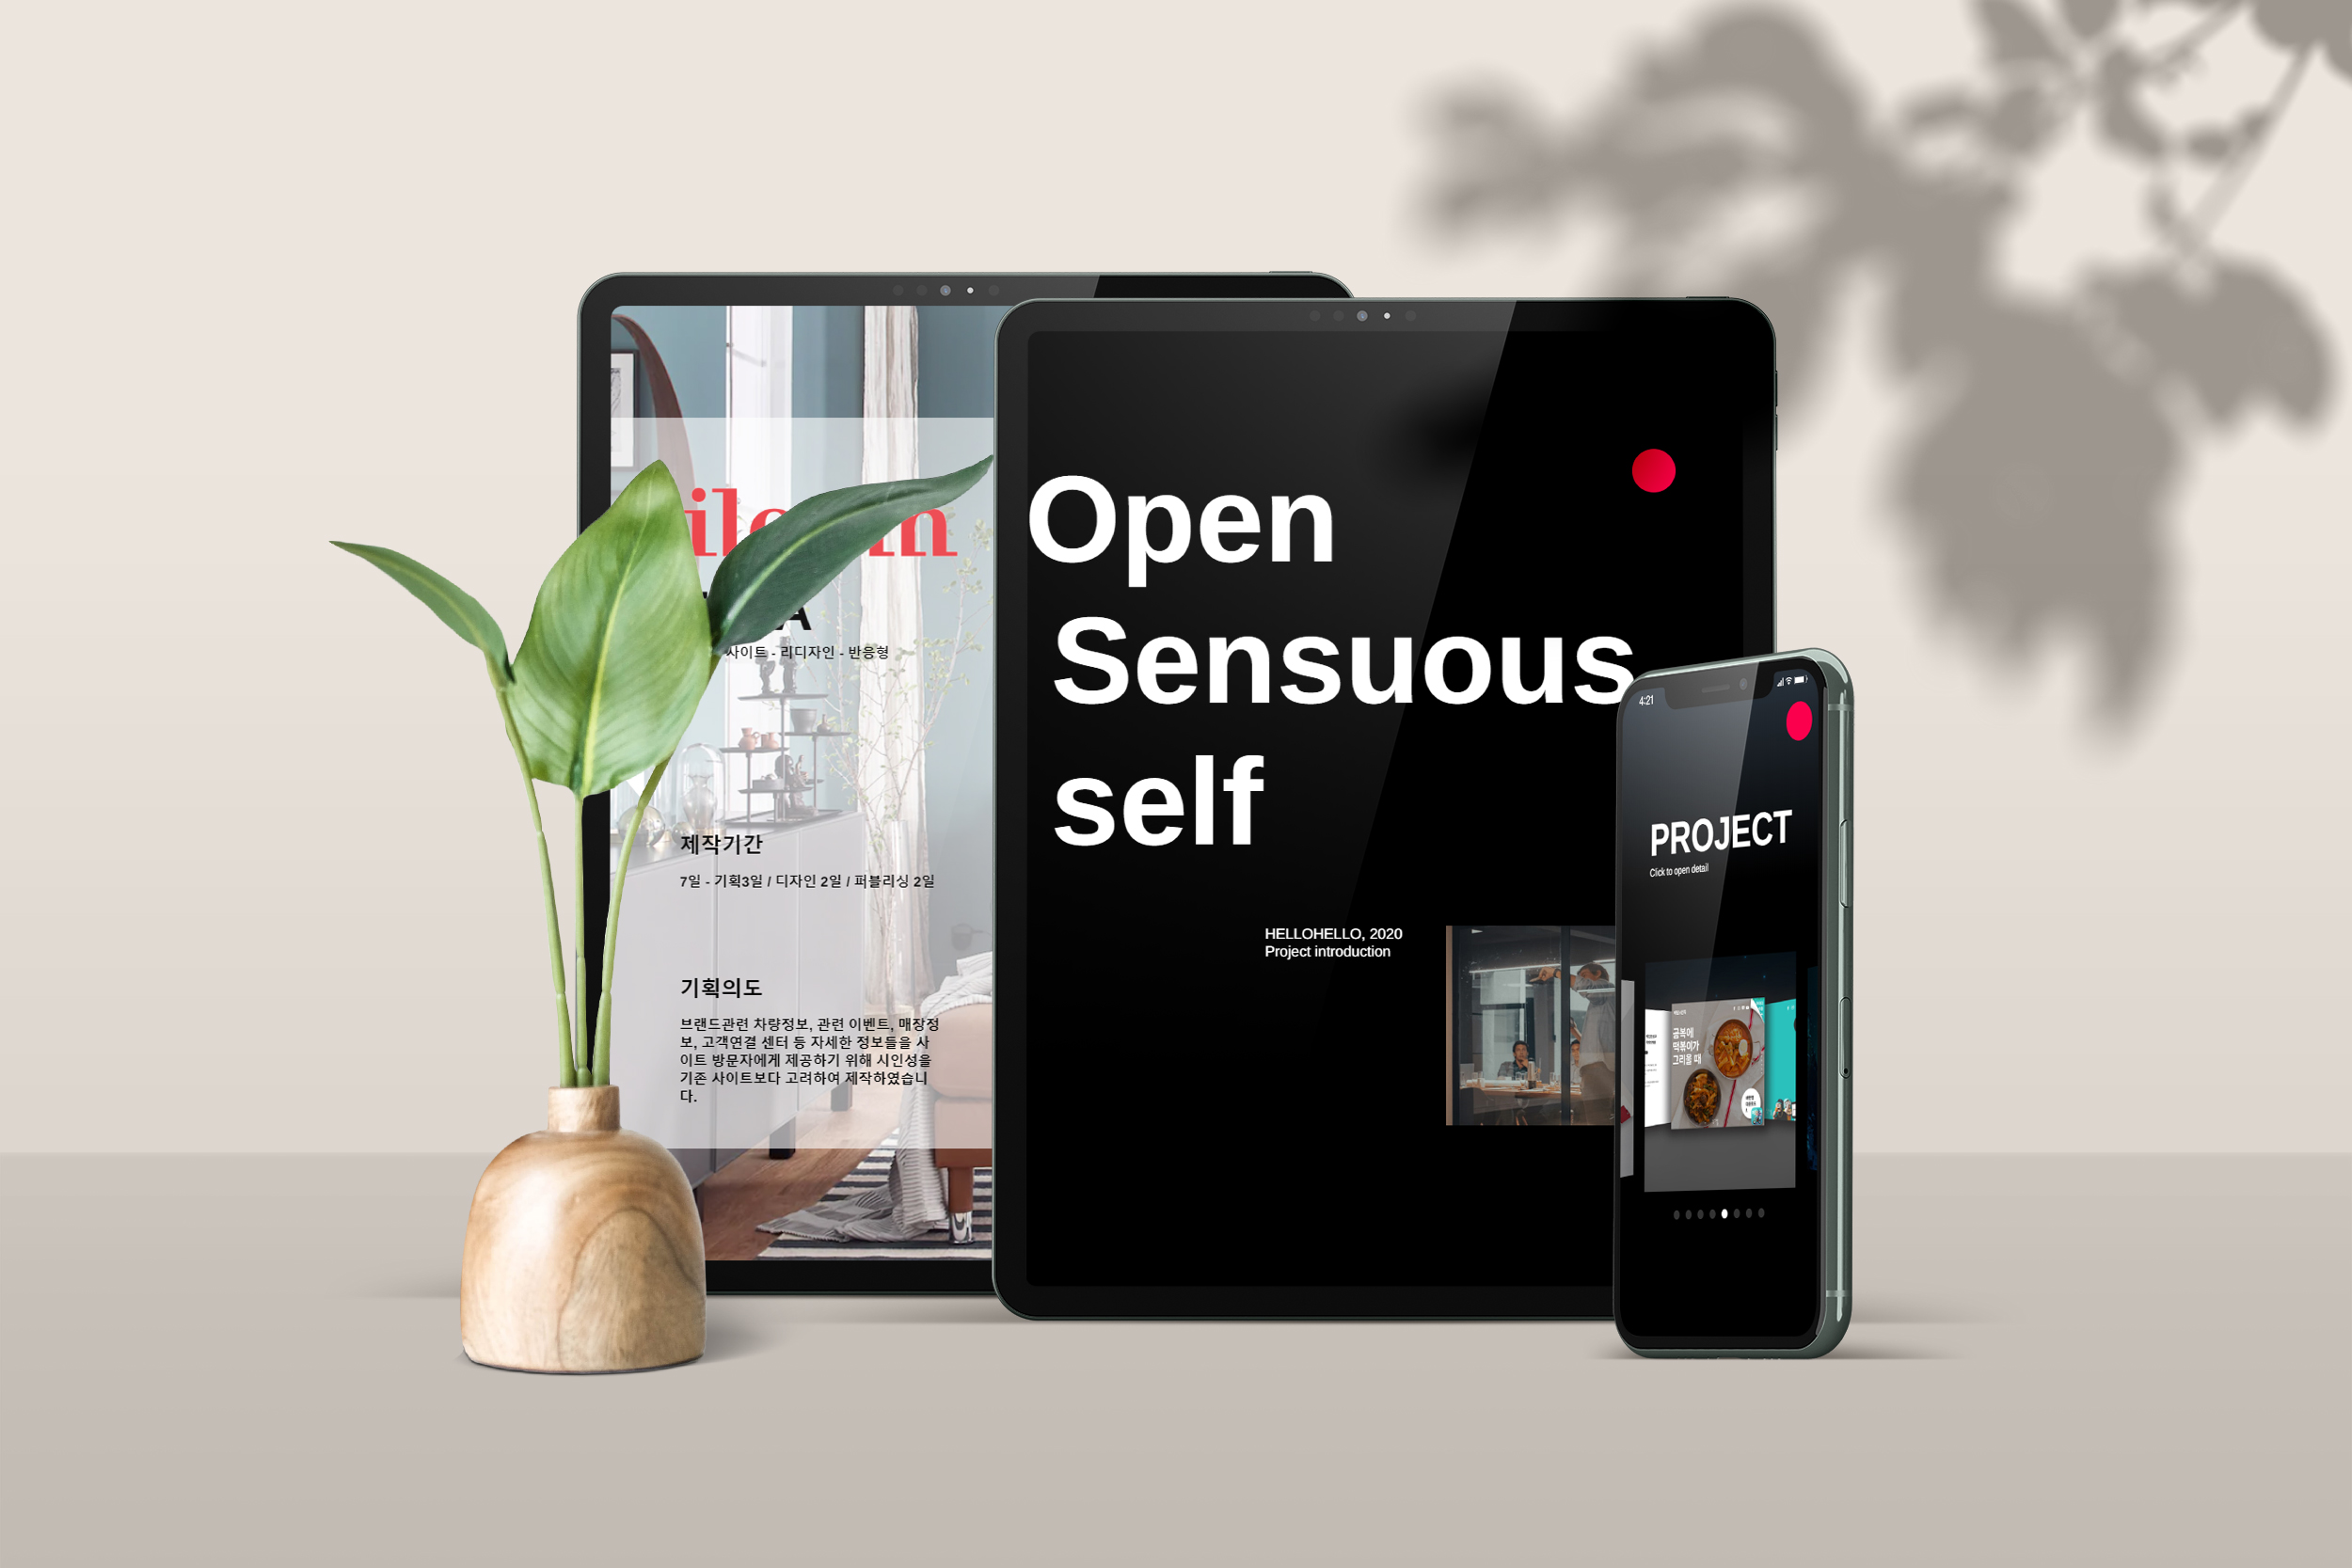 사이트 - 리디자인 - 반응형
제작기간
7일 - 기획3일 / 디자인 2일 / 퍼블리싱 2일
기획의도
브랜드관련 차량정보, 관련 이벤트, 매장정
보, 고객연결 센터 등 자세한 정보들을 사
이트 방문자에게 제공하기 위해 시인성을
기존 사이트보다 고려하여 제작하였습니
다.
Open
Sensuous
self
HELLOHELLO, 2020
Project introduction
4:21
PROJECT
Click to open detail
궁복에
떡볶이가
그리울 때